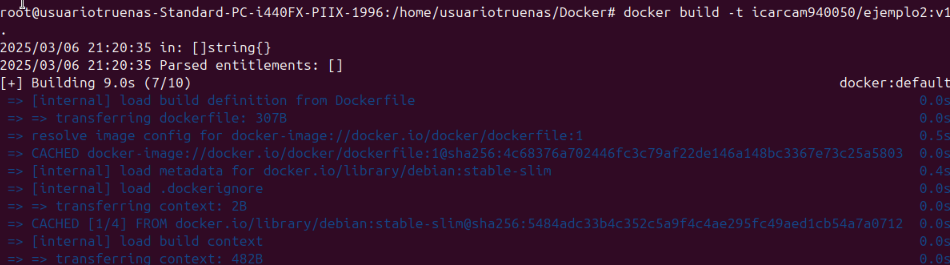 root@usuariotruenas-Standard-PC-i440FX-PIIX-1996:/home/usuariotruenas/Docker# docker build -t icarcam940050/ejemplo2:v1
.
2025/03/06 21:20:35 in: []string{}
2025/03/06 21:20:35 Parsed entitlements: []
[+] Building 9.0s (7/10) docker:default
=> [internal] load build definition from Dockerfile 0.0s
=> => transferring dockerfile: 307B 0.0s
=> resolve image config for docker-image://docker.io/docker/dockerfile:1 0.5s
=> CACHED docker-image://docker.io/docker/dockerfile:1@sha256:4c68376a702446fc3c79af22de146a148bc3367e73c25a5803 0.0s
=> [internal] load metadata for docker.io/library/debian:stable-slim 0.4s
=> [internal] load .dockerignore 0.0s
=> => transferring context: 2B 0.0s
=> CACHED [1/4] FROM docker.io/library/debian:stable-slim@sha256:5484adc33b4c352c5a9f4c4ae295fc49aed1cb54a7a0712 0.0s
=> [internal] load build context 0.0s
=> => transferring context: 482B 0.0s